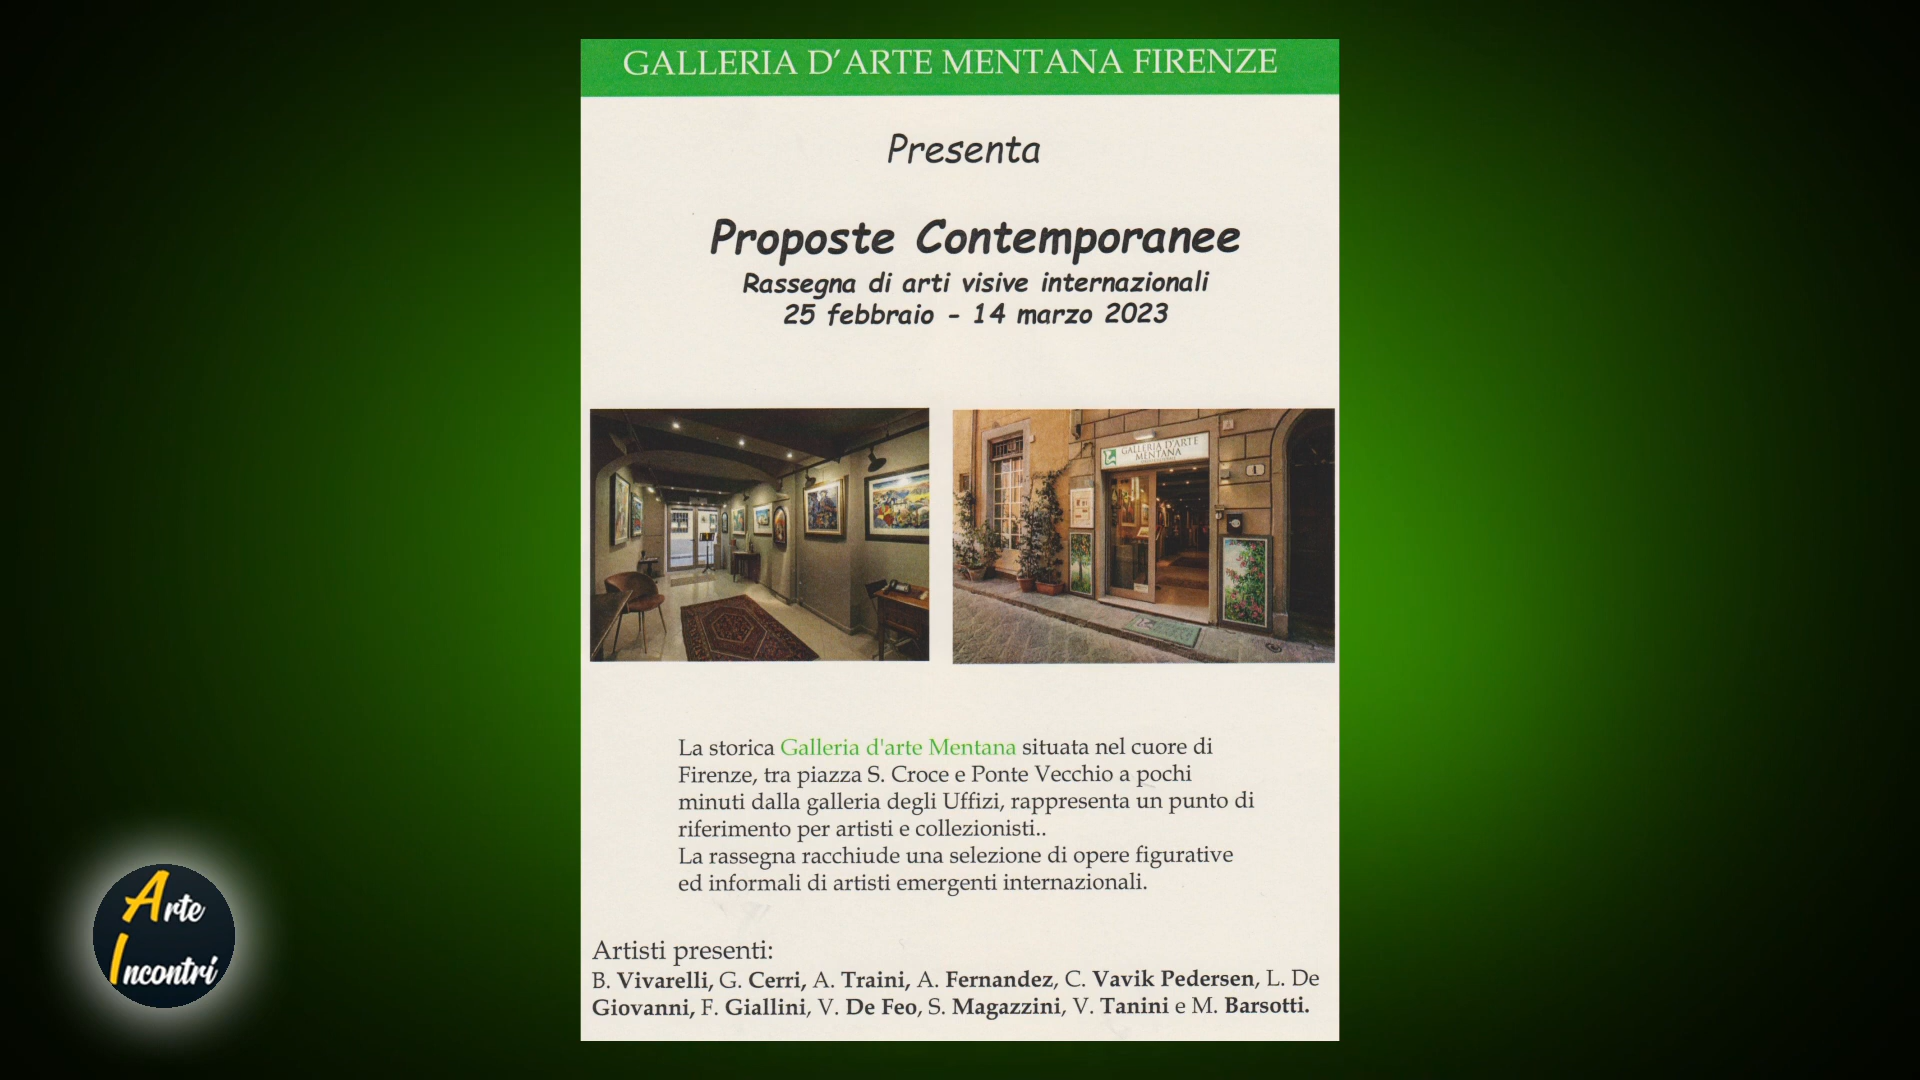 GALLERIA D'ARTE MENTANA FIRENZE
Presenta
Proposte Contemporanee
Rassegna di arti visive internazionali
25 febbraio - 14 marzo 2023
GALLERIA D'ARTE
MENTANA
La storica Galleria d'arte Mentana situata nel cuore di
Firenze, tra piazza S. Croce e Ponte Vecchio a pochi
minuti dalla galleria degli Uffizi, rappresenta un punto di
riferimento per artisti e collezionisti..
La rassegna racchiude una selezione di opere figurative
ed informali di artisti emergenti internazionali.
Artisti presenti:
B. Vivarelli, G. Cerri, A. Traini, A. Fernandez, C. Vavik Pedersen, L. De
Giovanni, F. Giallini, V. De Feo, S. Magazzini, V. Tanini e M. Barsotti.
Arte
Incontri